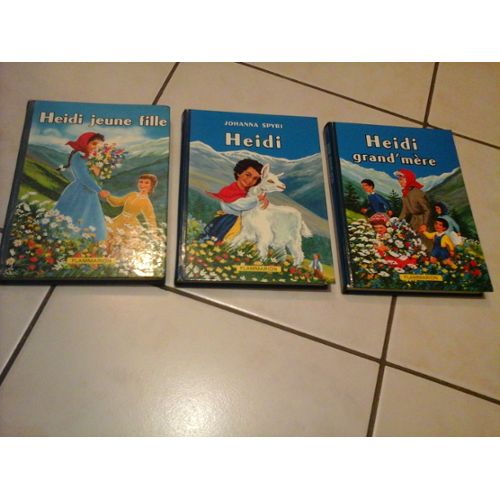 Heidi jeune fille
FLAMMARION
JOHANNA SPYRI
Heidi
FLAMMARION
Heidi
grand'mère
FLAMMARION